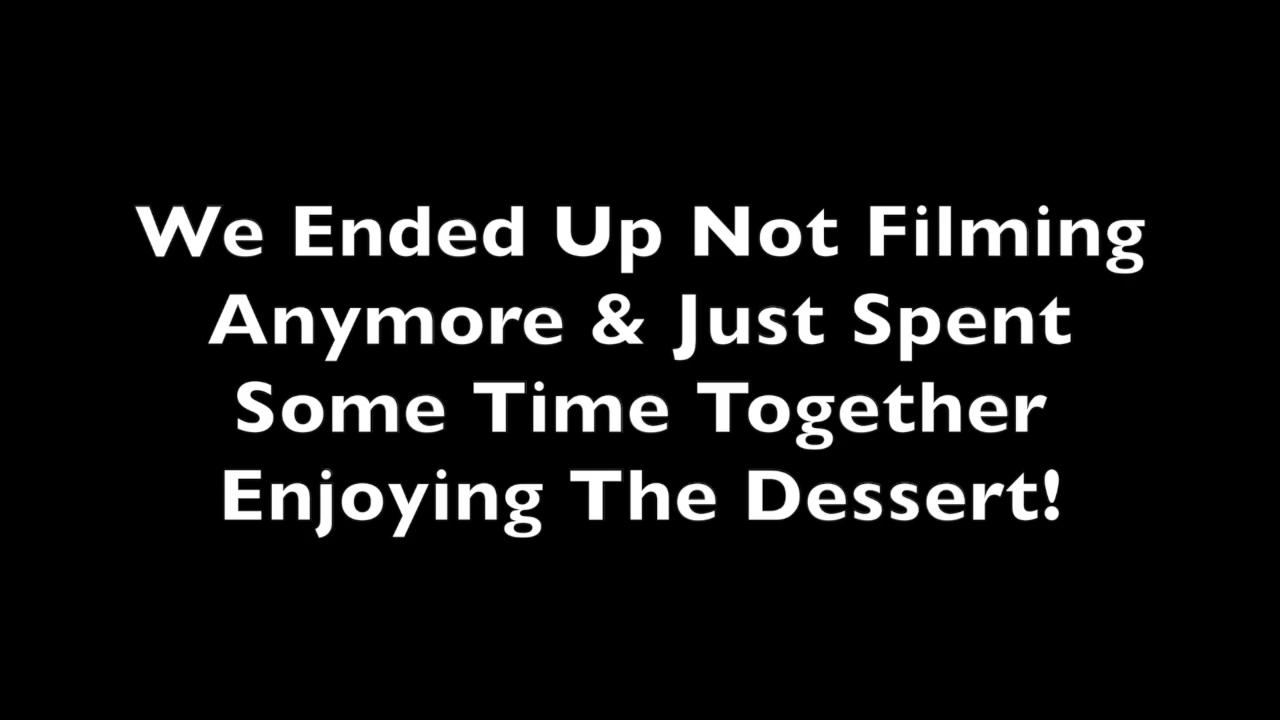 We Ended Up Not Filming
Anymore & Just Spent
Some Time Together
Enjoying The Dessert!